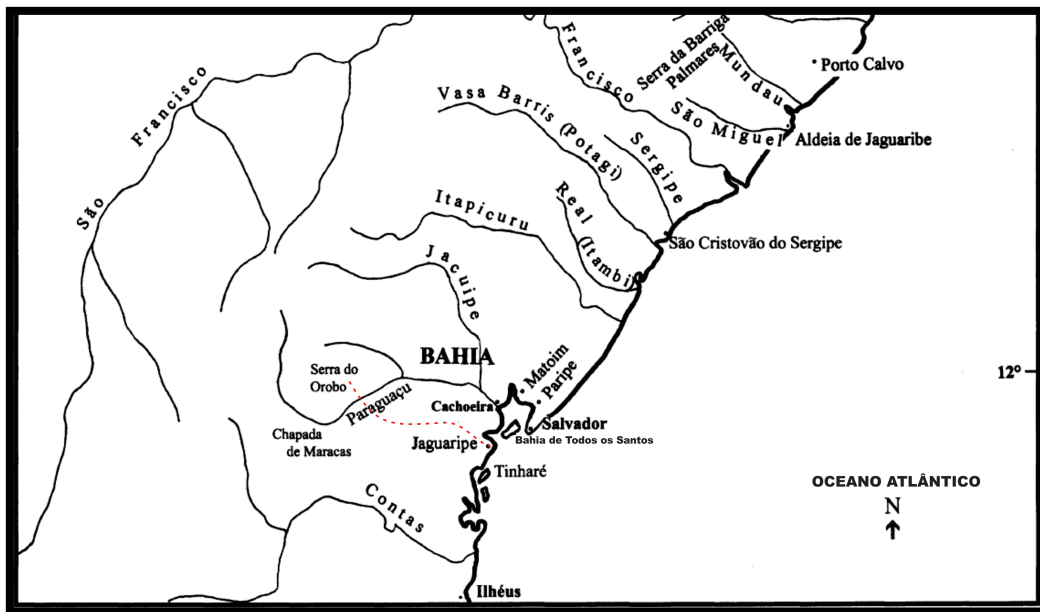 São Francisco
Francisco
Serra da Barriga
Palmares
Mundau
Porto Calvo
São Miguel
Aldeia de Jaguaribe
Vasa Barris (Potagi)
Sergipe
Real (Itambi)
São Cristovão do Sergipe
Itapicuru
Jacuipe
BAHIA
Matoim
Paripe
12°
Serra do
Orobo
Paraguaçu
Cachoeira
Salvador
Bahia de Todos os Santos
Chapada
de Maracas
Jaguaripe
Tinharé
OCEANO ATLÂNTICO
N
Contas
Ilhéus